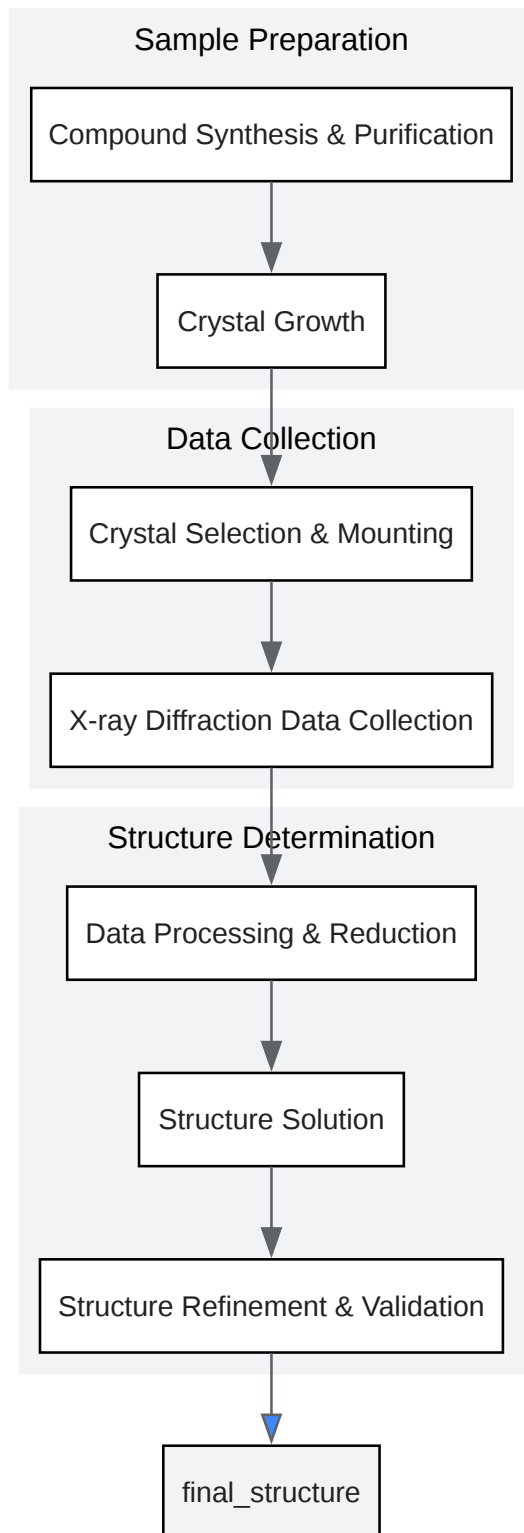 Sample Preparation
Compound Synthesis & Purification
Crystal Growth
Data Collection
Crystal Selection & Mounting
X-ray Diffraction Data Collection
Structure Determination
Data Processing & Reduction
Structure Solution
Structure Refinement & Validation
final_structure